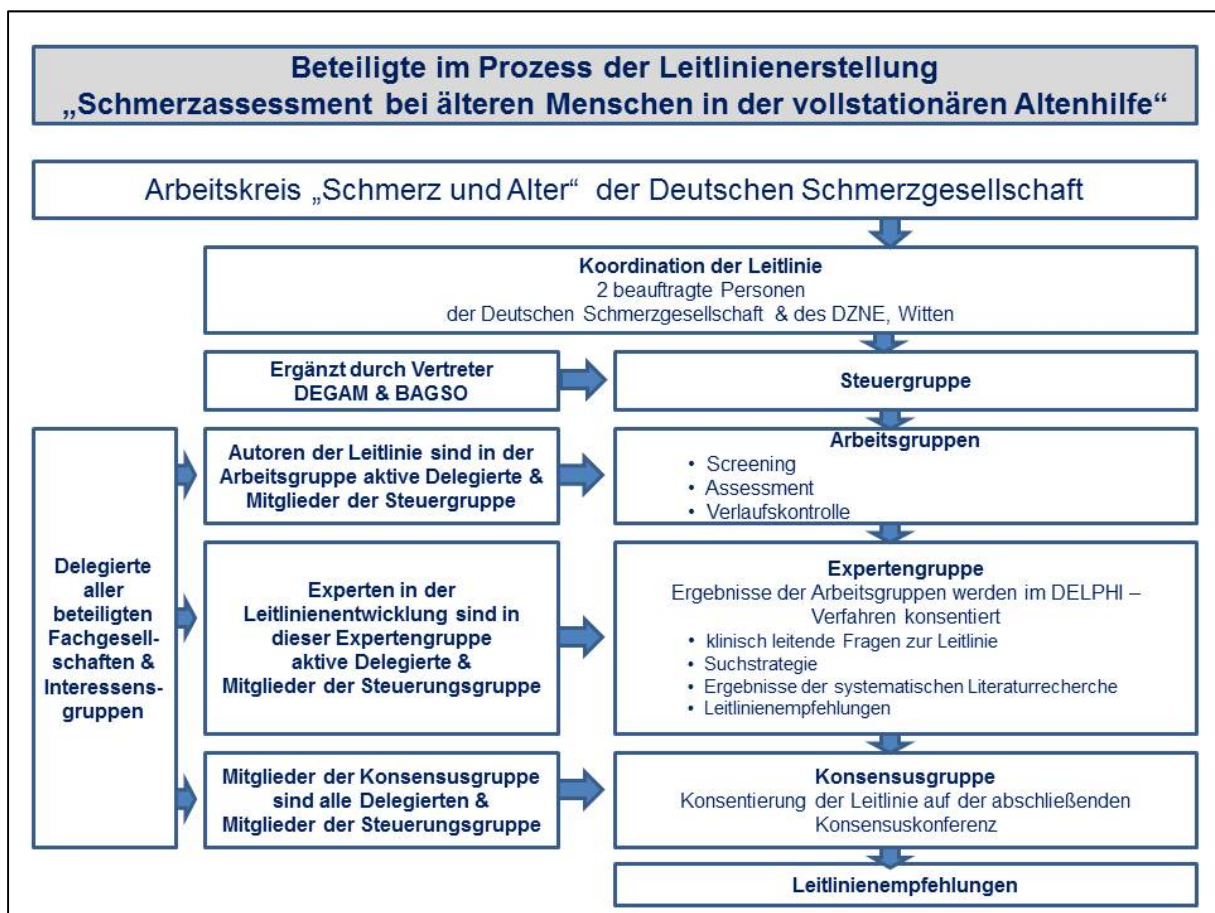 Beteiligte im Prozess der Leitlinienerstellung
„Schmerzassessment bei älteren Menschen in der vollstationären Altenhilfe“
Arbeitskreis „Schmerz und Alter“ der Deutschen Schmerzgesellschaft
Koordination der Leitlinie
2 beauftragte Personen
der Deutschen Schmerzgesellschaft & des DZNE, Witten
Ergänzt durch Vertreter
DEGAM & BAGSO
Steuergruppe
Delegierte
aller
beteiligten
Fachgesell-
schaften &
Interessens-
gruppen
Autoren der Leitlinie sind in der
Arbeitsgruppe aktive Delegierte &
Mitglieder der Steuergruppe
Arbeitsgruppen
• Screening
• Assessment
• Verlaufskontrolle
Experten in der
Leitlinienentwicklung sind in
dieser Expertengruppe
aktive Delegierte &
Mitglieder der Steuerungsgruppe
Expertengruppe
Ergebnisse der Arbeitsgruppen werden im DELPHI –
Verfahren konsentiert
• klinisch leitende Fragen zur Leitlinie
• Suchstrategie
• Ergebnisse der systematischen Literaturrecherche
• Leitlinienempfehlungen
Mitglieder der Konsensusgruppe
sind alle Delegierten &
Mitglieder der Steuerungsgruppe
Konsensusgruppe
Konsentierung der Leitlinie auf der abschließenden
Konsensuskonferenz
Leitlinienempfehlungen